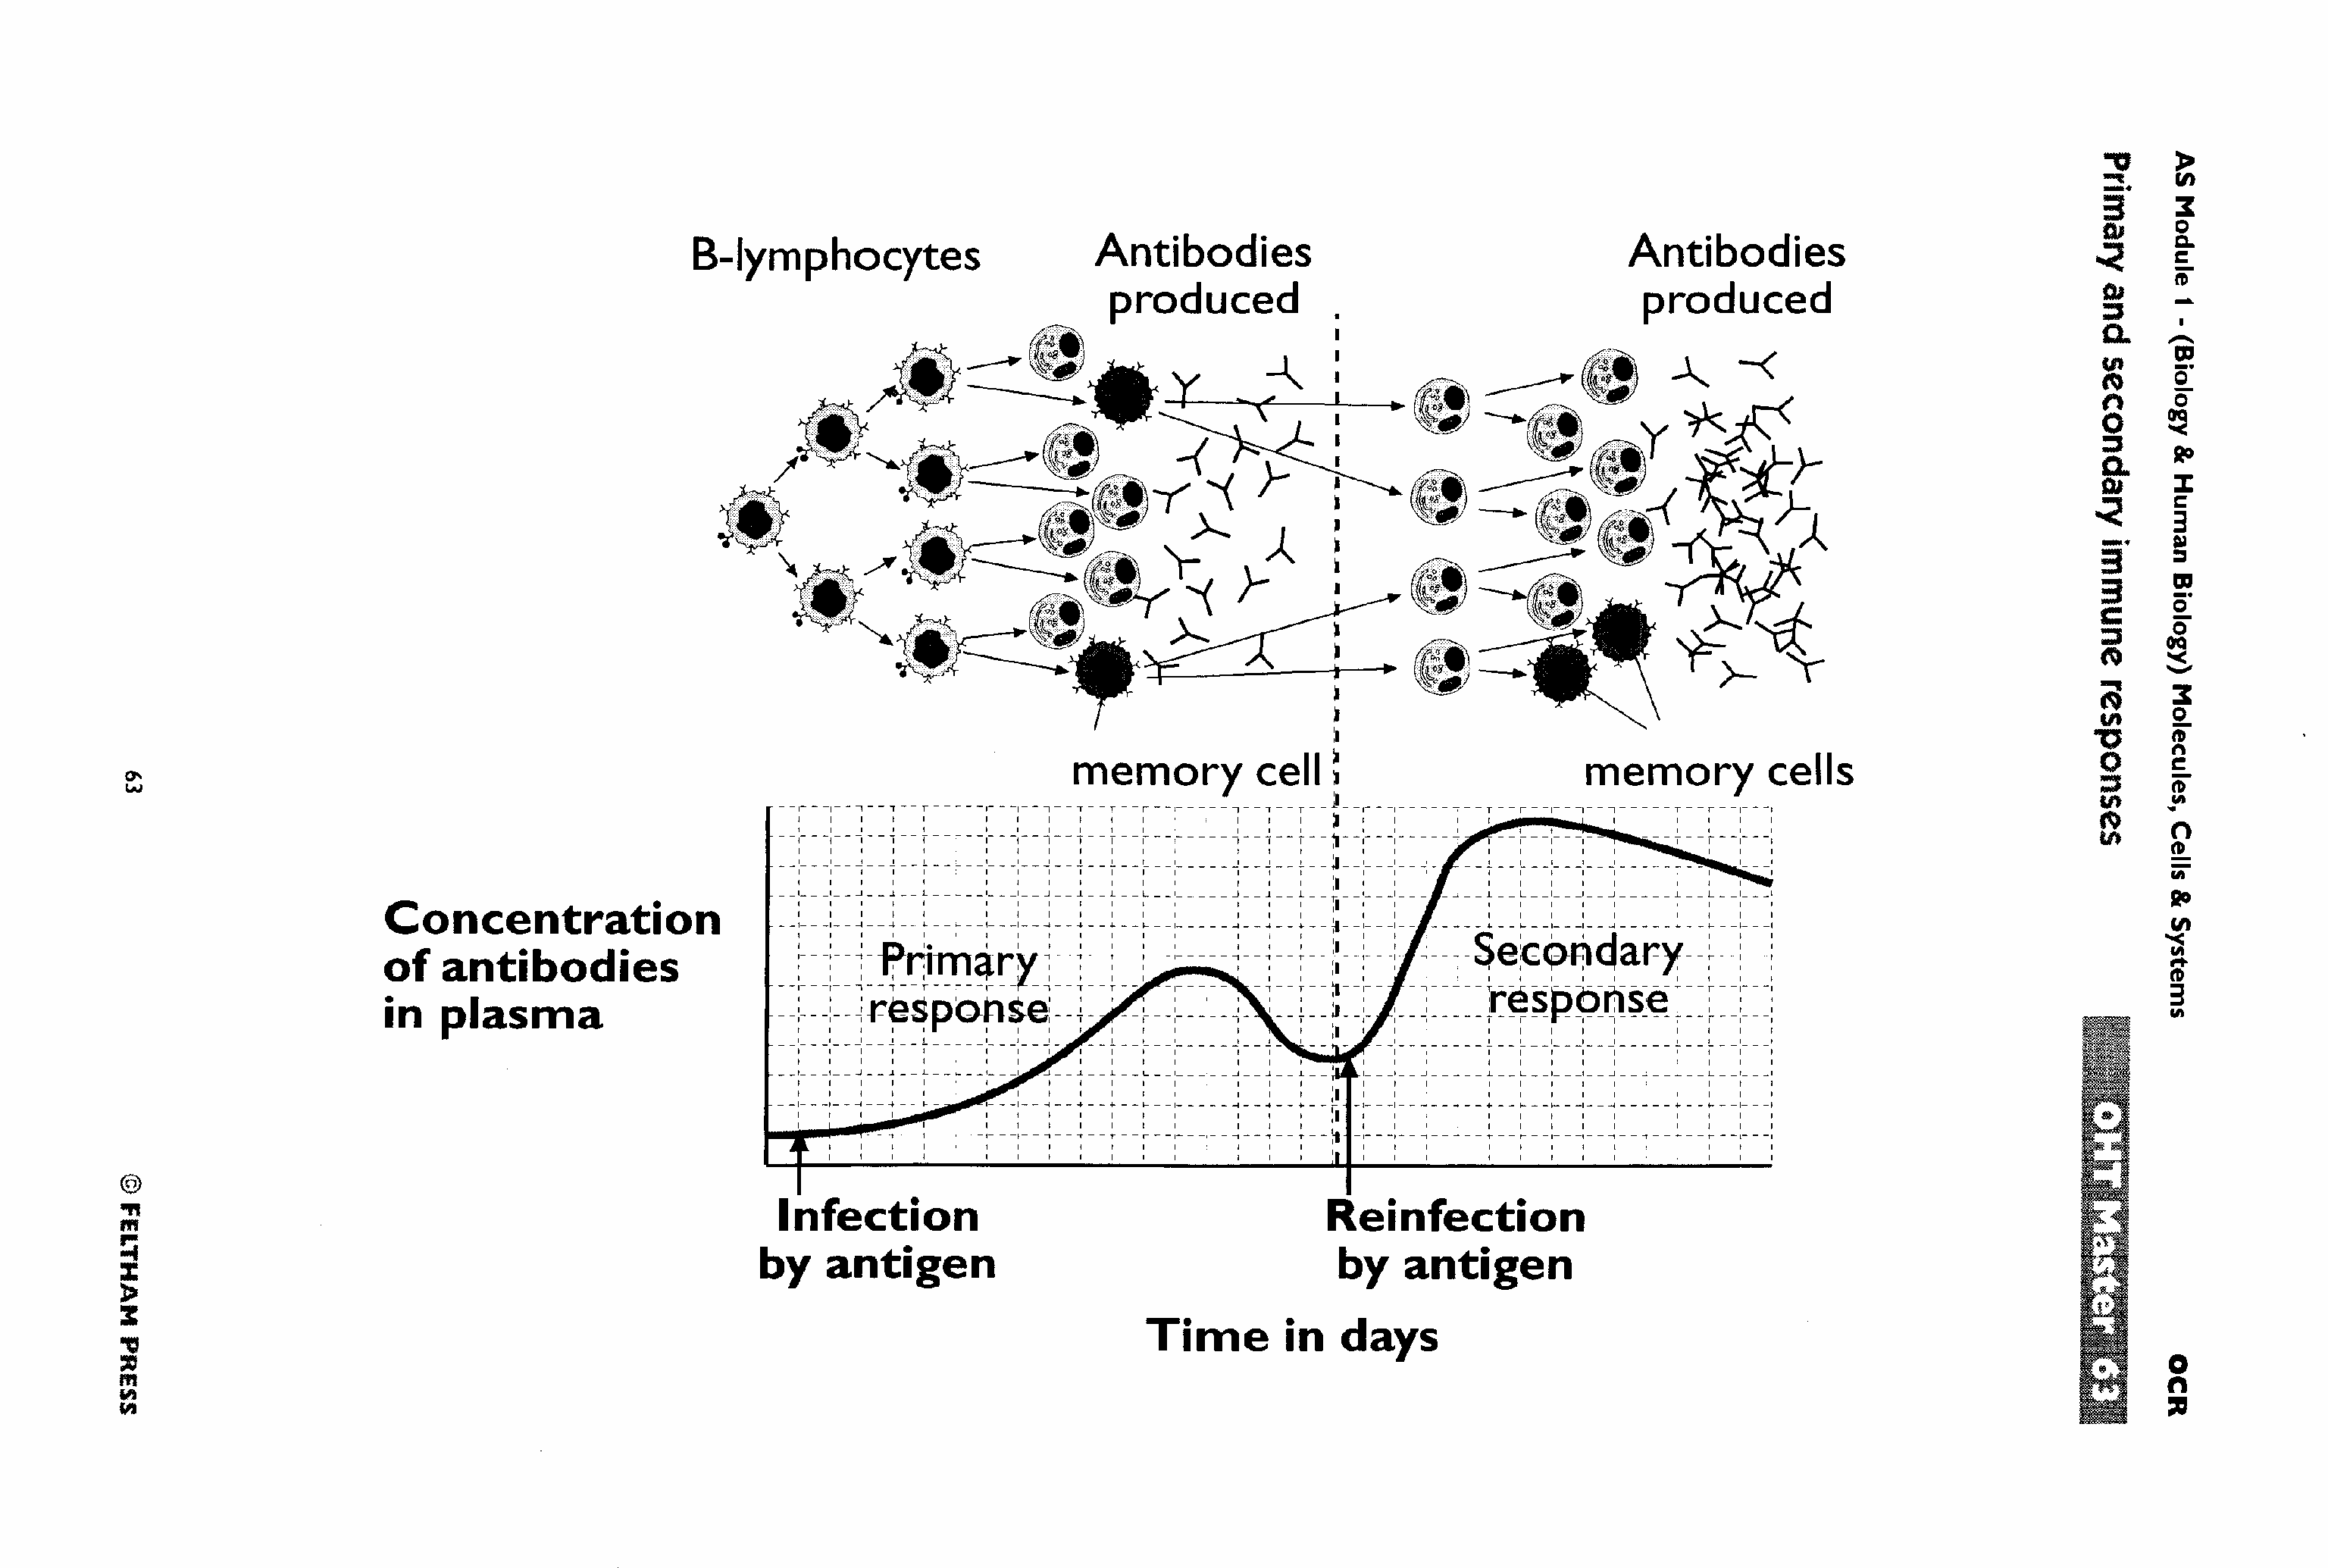 AS Module 1 - (Biology & Human Biology) Molecules, Cells & Systems
OCR
Primary and secondary immune responses
OHT Master 63
B-lymphocytes
Antibodies
produced
Antibodies
produced
memory cell
memory cells
Concentration
of antibodies
in plasma
Primary
response
Secondary
response
Infection
by antigen
Reinfection
by antigen
Time in days
63
© FELTHAM PRESS